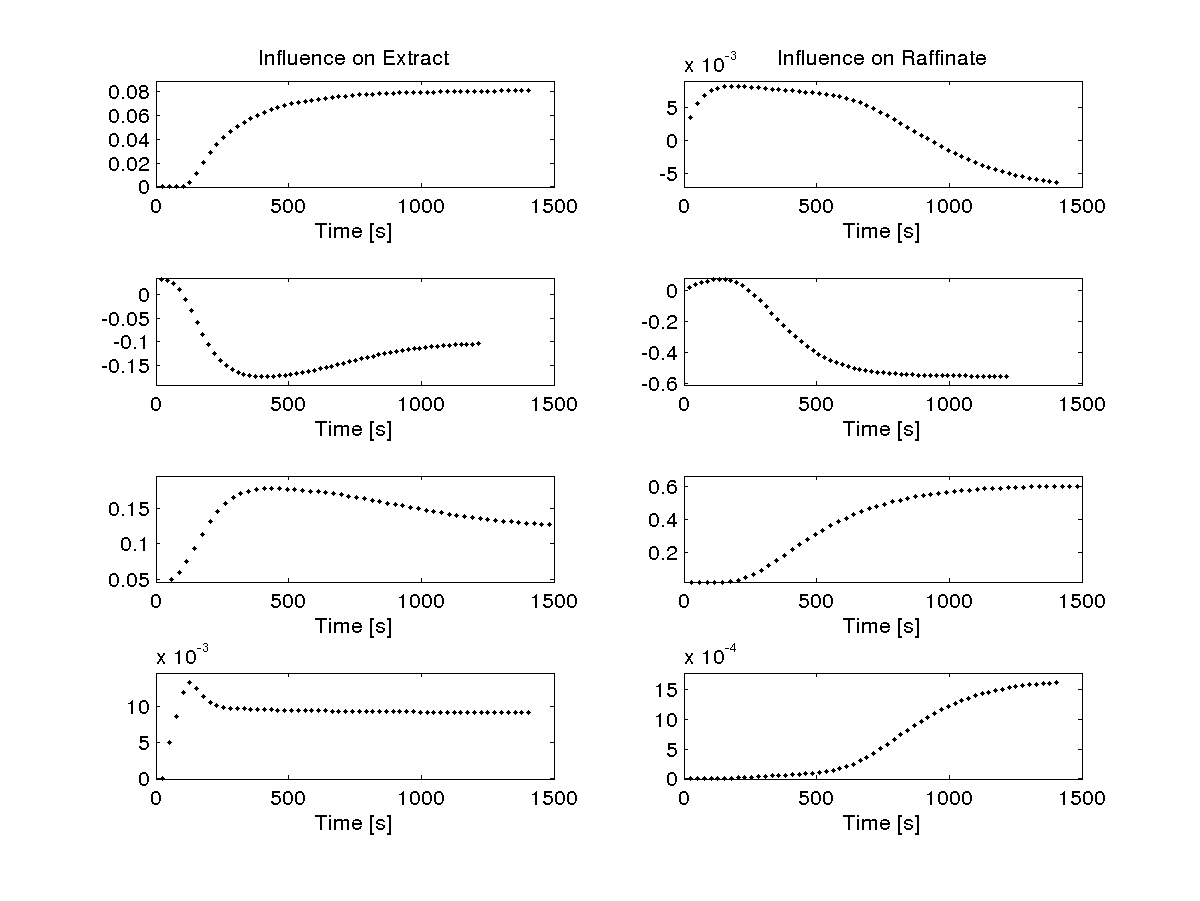 Influence on Extract
0.08
0.06
0.04
0.02
0
0 500 1000 1500
Time [s]
x 10-3 Influence on Raffinate
5
0
-5
0 500 1000 1500
Time [s]
0
-0.05
-0.1
-0.15
0 500 1000 1500
Time [s]
0
-0.2
-0.4
-0.6
0 500 1000 1500
Time [s]
0.15
0.1
0.05
0 500 1000 1500
Time [s]
0.6
0.4
0.2
0 500 1000 1500
Time [s]
x 10-3
10
5
0
0 500 1000 1500
Time [s]
x 10-4
15
10
5
0
0 500 1000 1500
Time [s]